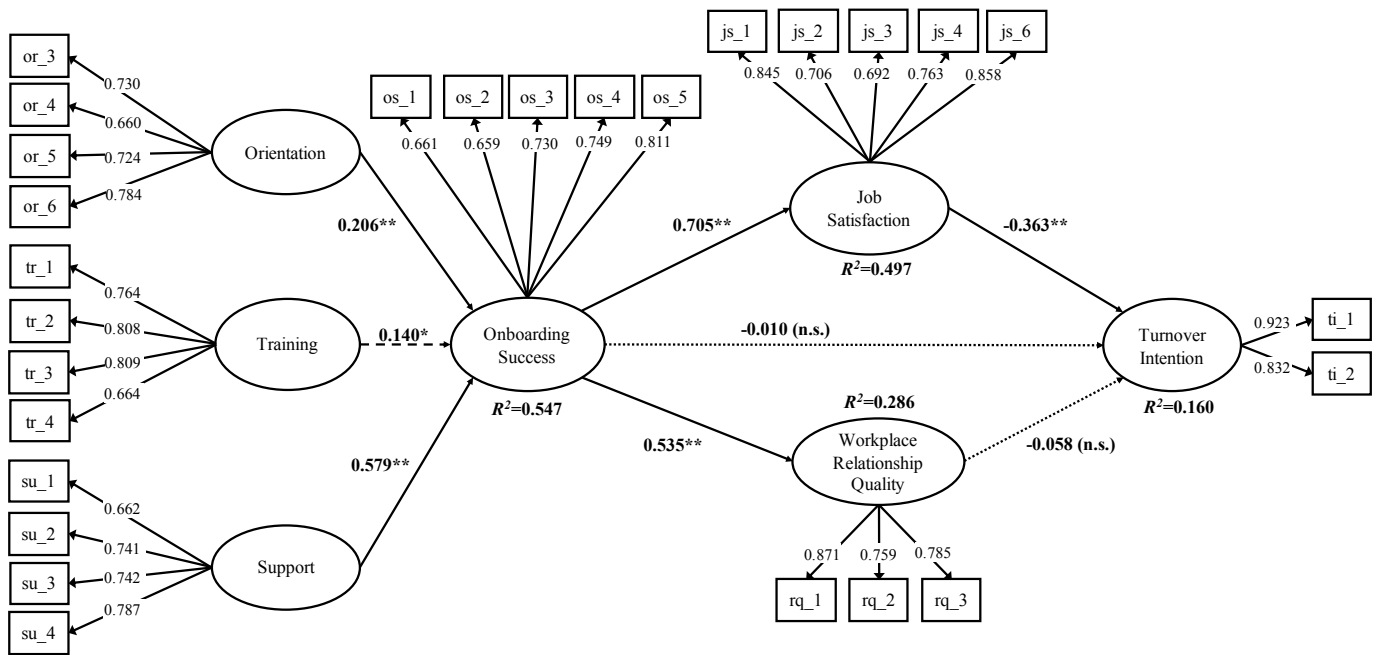 js_1
js_2
js_3
js_4
js_6
0.845
0.706
0.692
0.763
0.858
or_3
or_4
or_5
or_6
0.730
0.660
0.724
0.784
Orientation
os_1
os_2
os_3
os_4
os_5
0.661
0.659
0.730
0.749
0.811
Job
Satisfaction
R²=0.497
0.206**
0.705**
-0.363**
tr_1
tr_2
tr_3
tr_4
0.764
0.808
0.809
0.664
Training
0.140*
Onboarding
Success
R²=0.547
-0.010 (n.s.)
Turnover
Intention
R²=0.160
0.923
0.832
ti_1
ti_2
0.579**
0.535**
R²=0.286
Workplace
Relationship
Quality
-0.058 (n.s.)
su_1
su_2
su_3
su_4
0.662
0.741
0.742
0.787
Support
0.871
0.759
0.785
rq_1
rq_2
rq_3